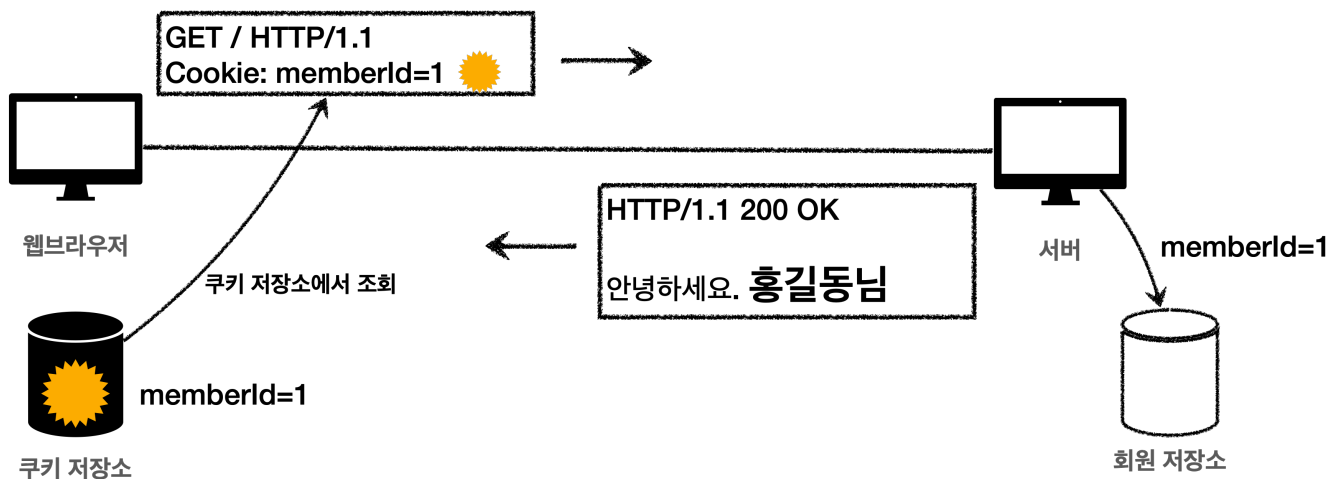 GET / HTTP/1.1
Cookie: memberId=1
웹브라우저
HTTP/1.1 200 OK
안녕하세요. 홍길동님
서버
memberId=1
쿠키 저장소에서 조회
memberId=1
쿠키 저장소
회원 저장소